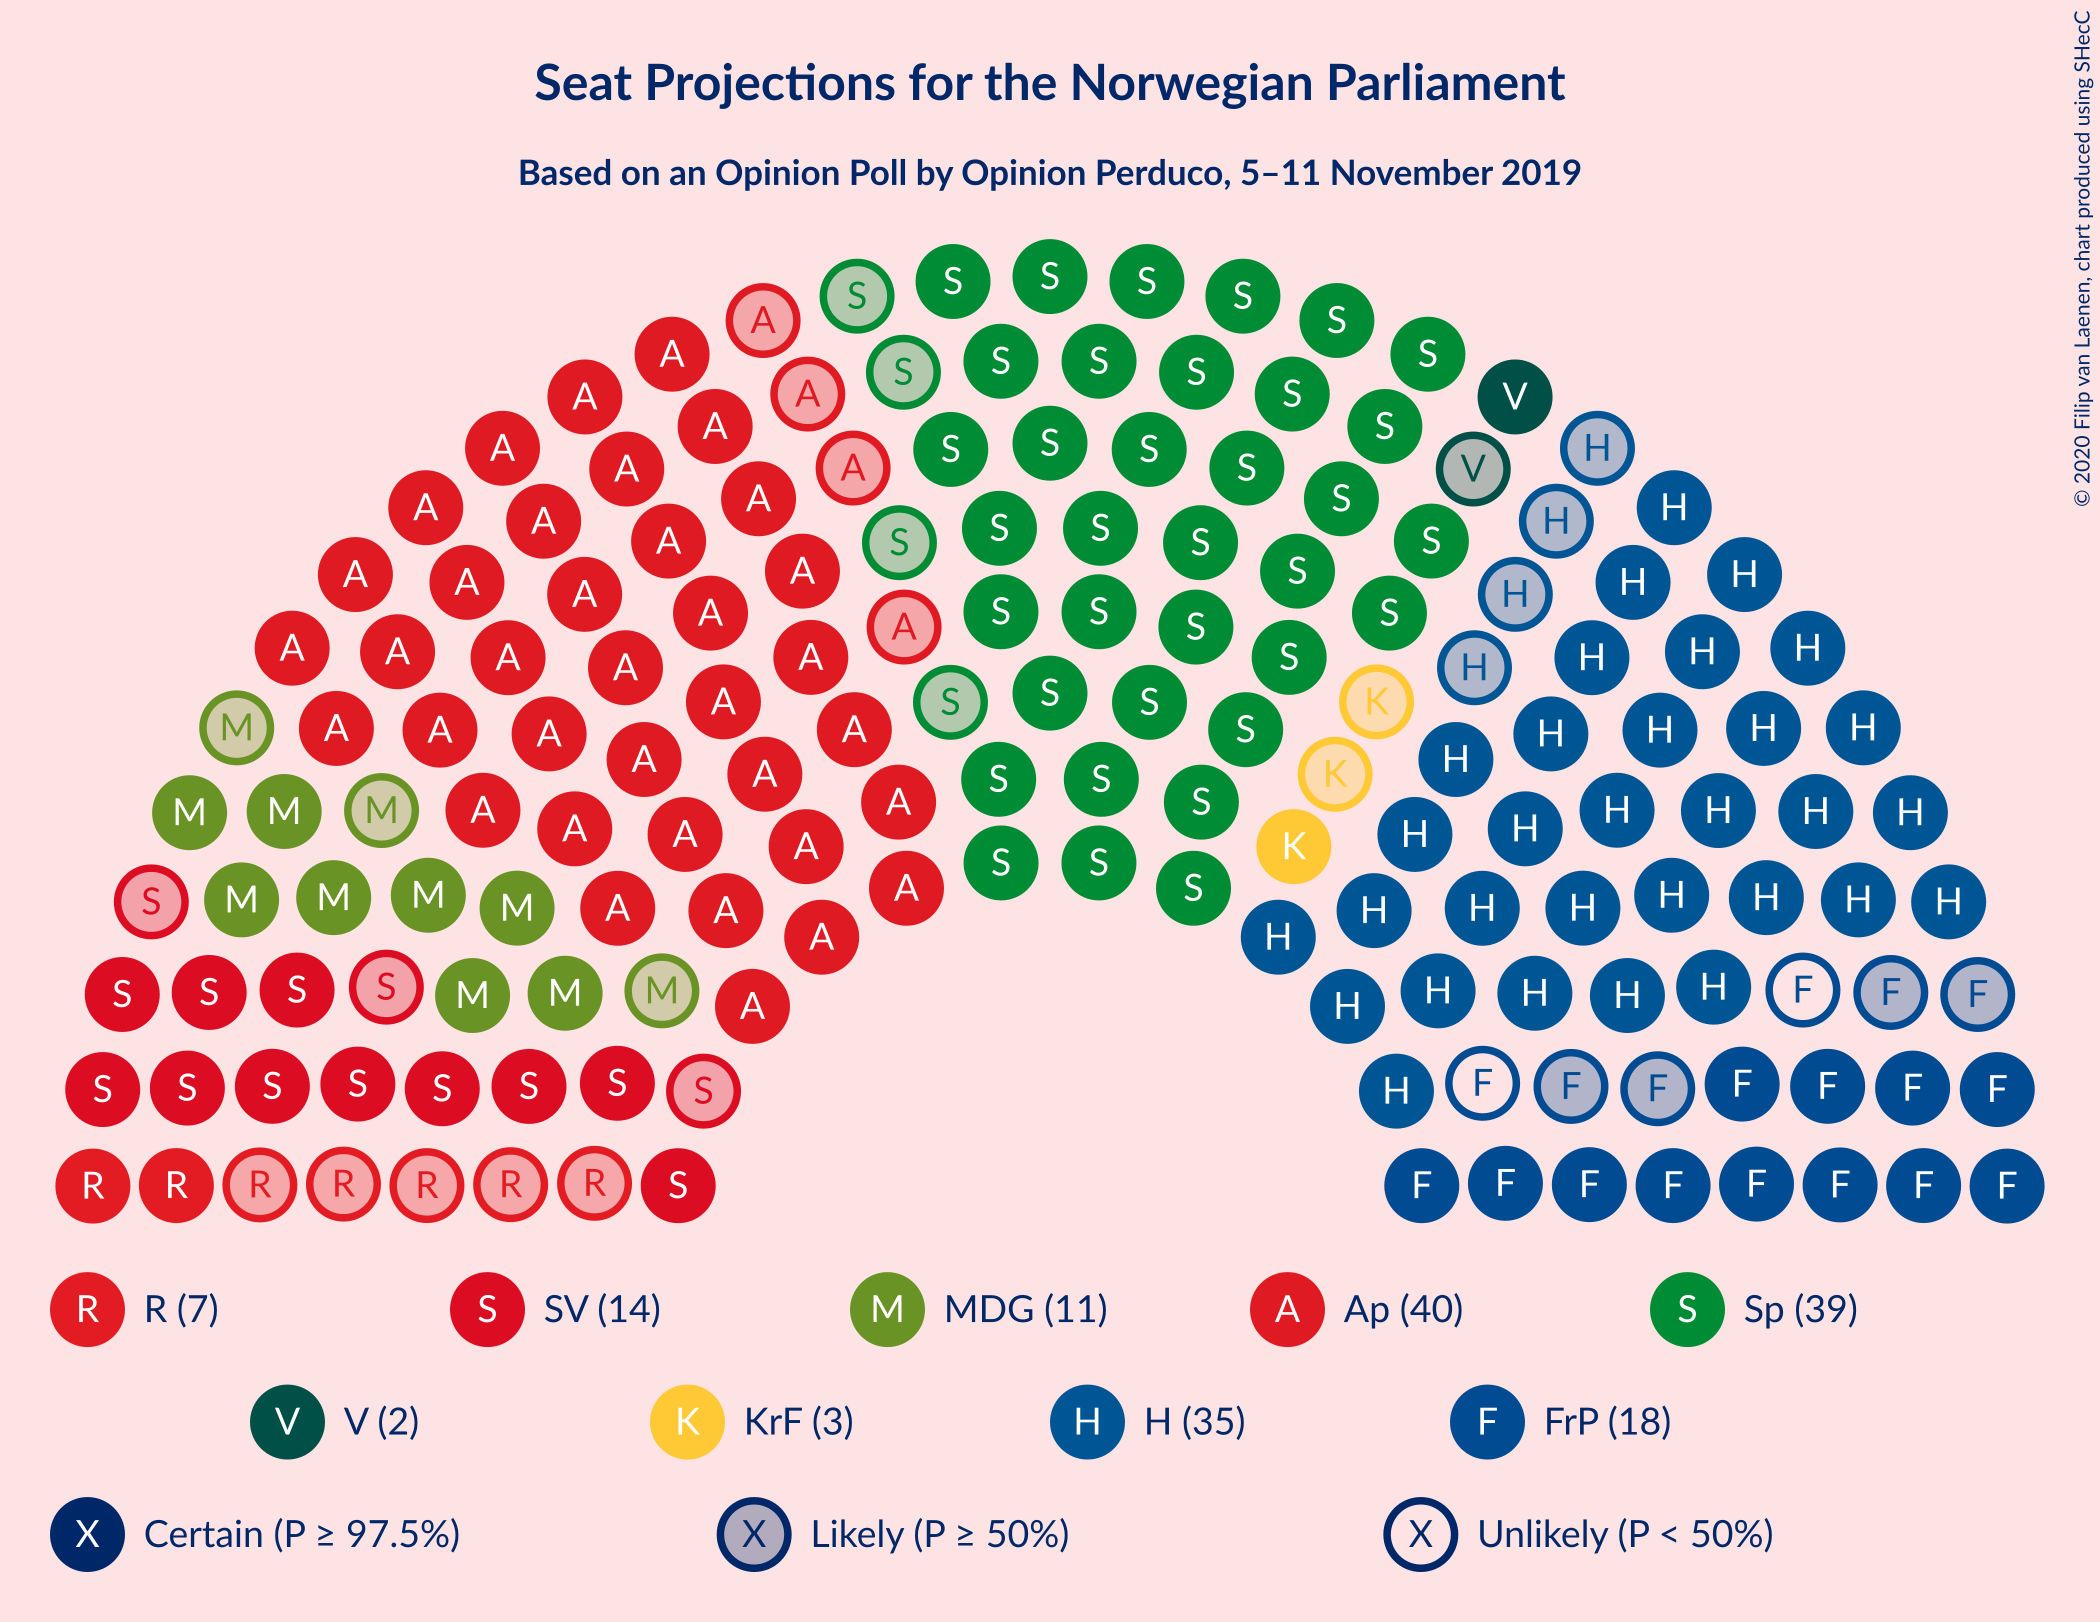 Seat Projections for the Norwegian Parliament
Based on an Opinion Poll by Opinion Perduco, 5–11 November 2019
© 2020 Filip van Laenen, chart produced using SHecC
S S S S S S S
A S S S S S V
A A S S S S S V H
A A S S S S S H H
A A A S S S S S H H
A A A A S S S S S H H
A A A A A S S S S K H H H
M A A A A A S S S S K H H H H H
M M M A A A A A S S S K H H H H H H
S M M M M A A A A S S S H H H H H H H H
S S S S M M M A H H H H H F F F
S S S S S S S S H F F F F F F F
R R R R R R R S F F F F F F F F
R R (7)
S SV (14)
M MDG (11)
A Ap (40)
S Sp (39)
V V (2)
K KrF (3)
H H (35)
F FrP (18)
X Certain (P ≥ 97.5%)
X Likely (P ≥ 50%)
X Unlikely (P < 50%)